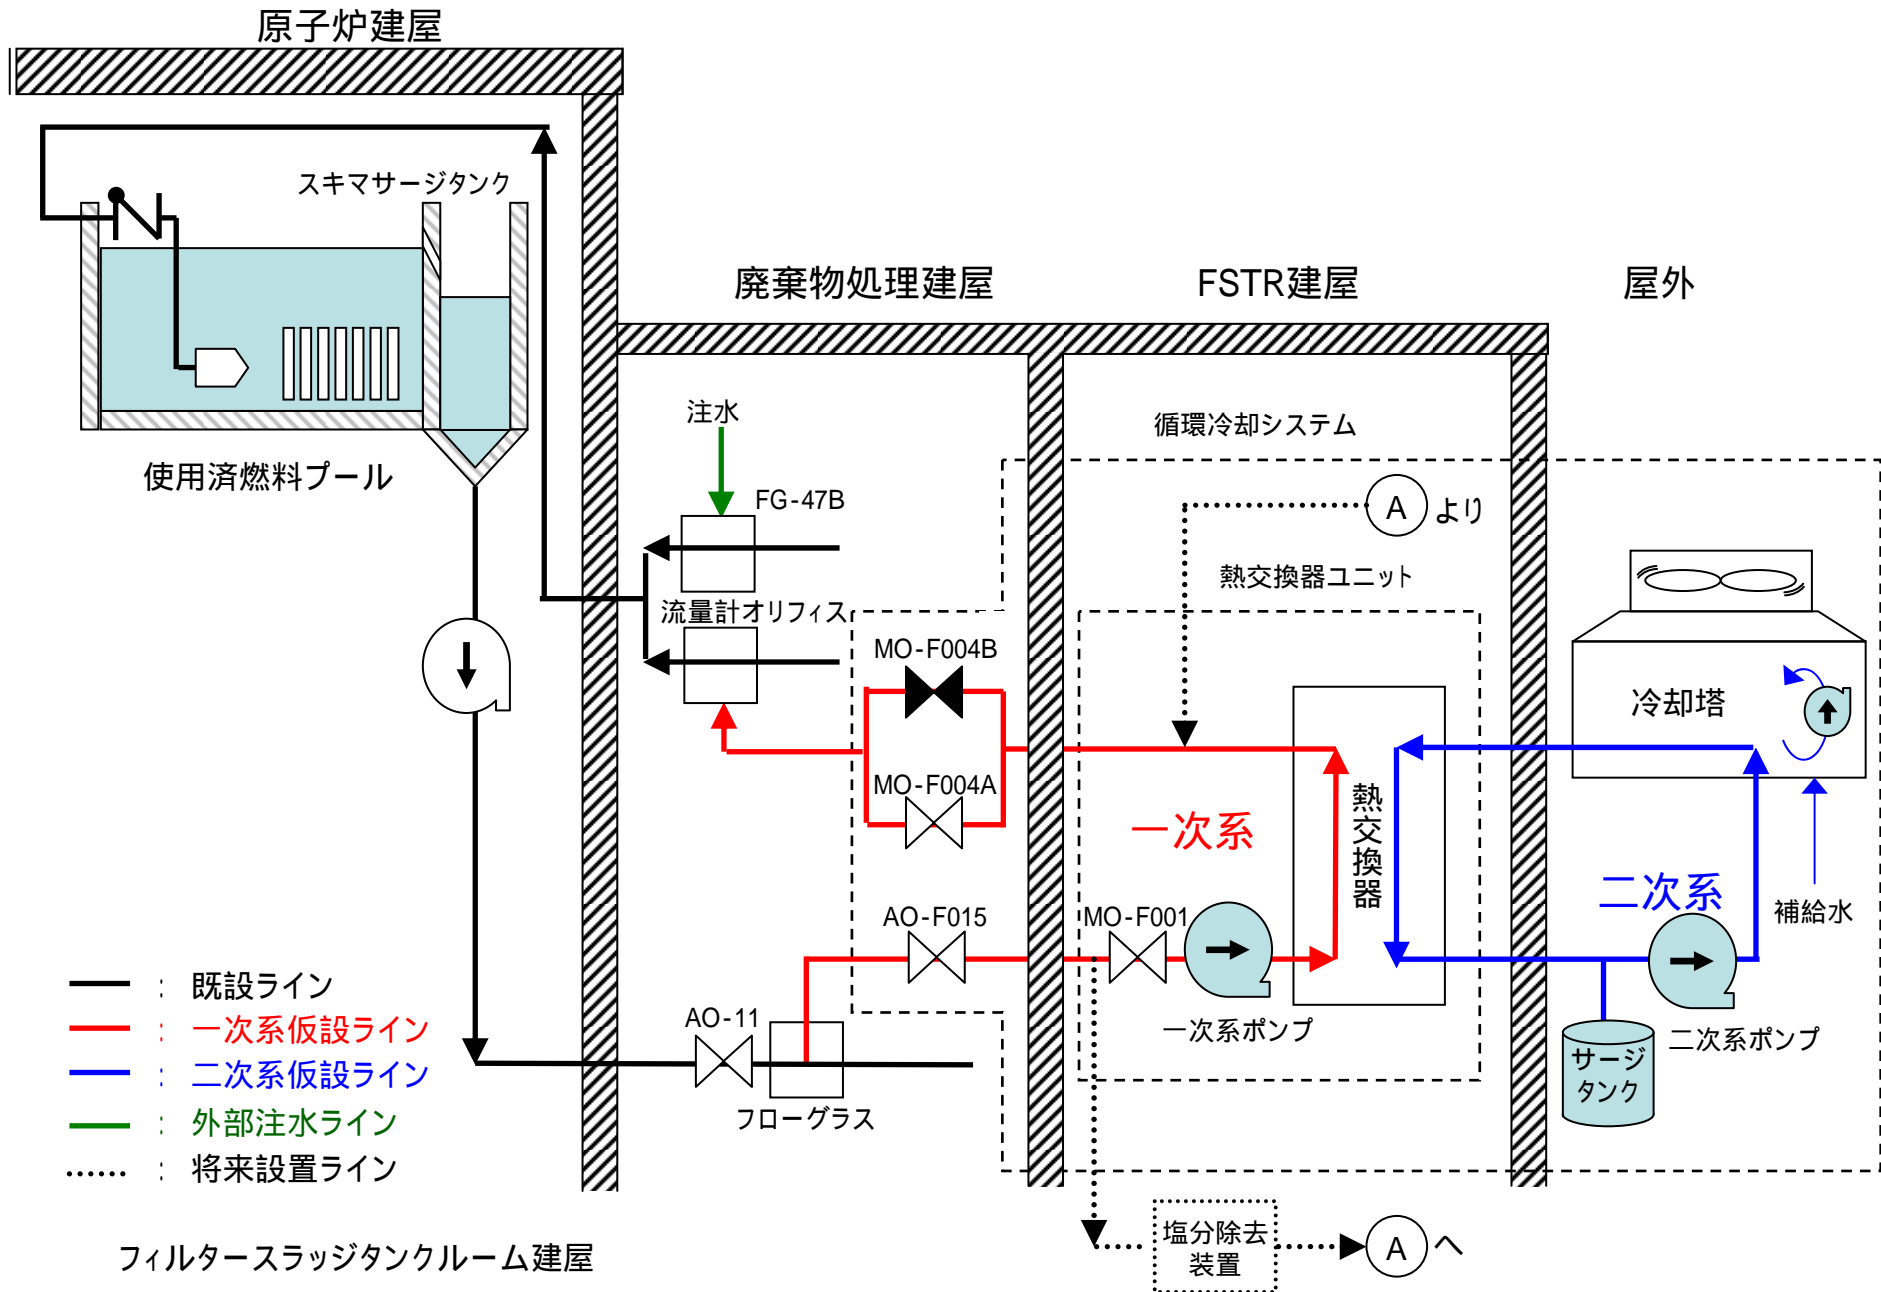 原子炉建屋
スキマサージタンク
廃棄物処理建屋
FSTR建屋
屋外
注水
循環冷却システム
使用済燃料プール
FG-47B
A
より
熱交換器ユニット
流量計オリフィス
MO-F004B
冷却塔
MO-F004A
一次系
熱交換器
二次系
補給水
AO-F015
MO-F001
既設ライン
:
一次系仮設ライン
:
二次系仮設ライン
:
外部注水ライン
:
将来設置ライン
:
AO-11
一次系ポンプ
二次系ポンプ
サージ
タンク
フローグラス
塩分除去
装置
A
へ
フィルタースラッジタンクルーム建屋